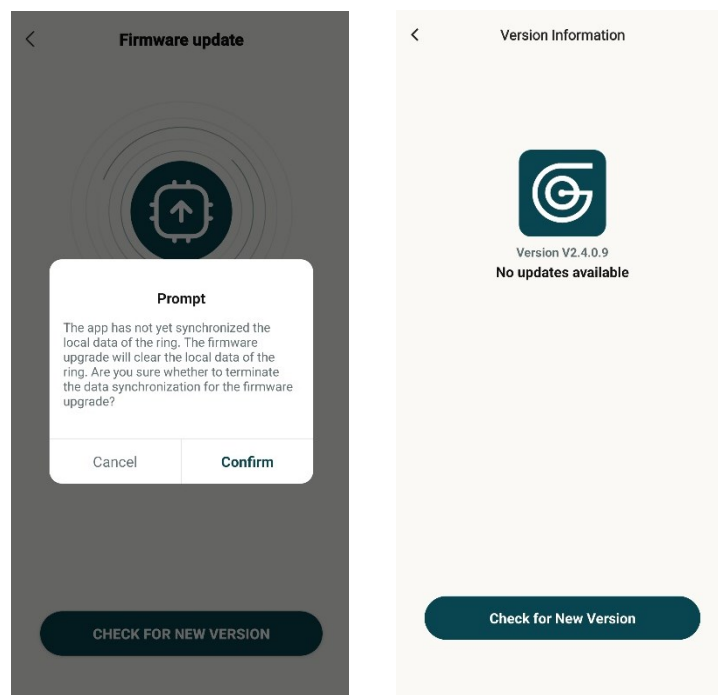 Firmware update
Prompt
The app has not yet synchronized the
local data of the ring. The firmware
upgrade will clear the local data of the
ring. Are you sure whether to terminate
the data synchronization for the firmware
upgrade?
Cancel
Confirm
CHECK FOR NEW VERSION
Version Information
Version V2.4.0.9
No updates available
Check for New Version